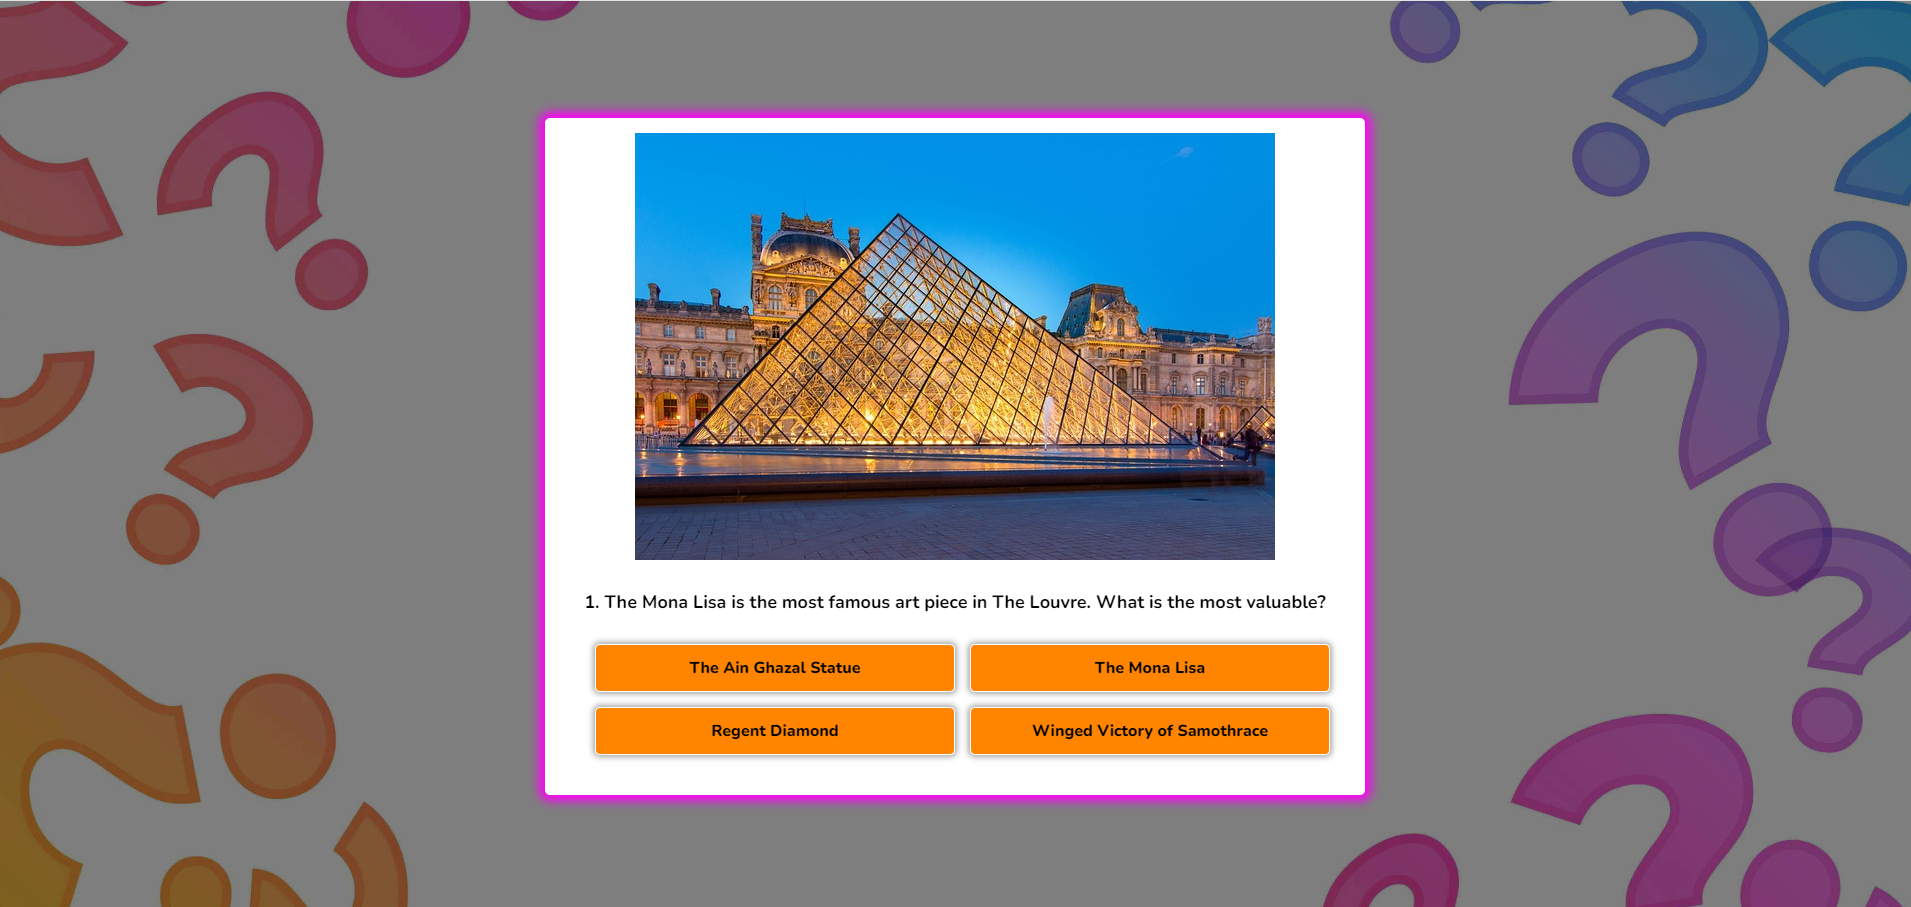 1. The Mona Lisa is the most famous art piece in The Louvre. What is the most valuable?
The Ain Ghazal Statue
The Mona Lisa
Regent Diamond
Winged Victory of Samothrace